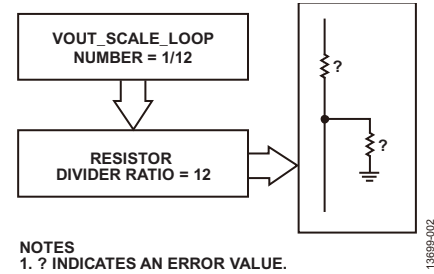 VOUT_SCALE_LOOP
NUMBER = 1/12
RESISTOR
DIVIDER RATIO = 12
?
?
NOTES
1. ? INDICATES AN ERROR VALUE.
13699-002